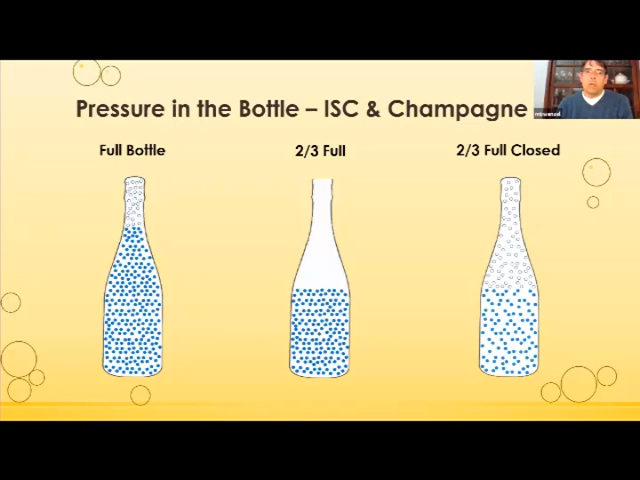 Pressure in the Bottle – ISC & Champagne
Full Bottle
2/3 Full
2/3 Full Closed